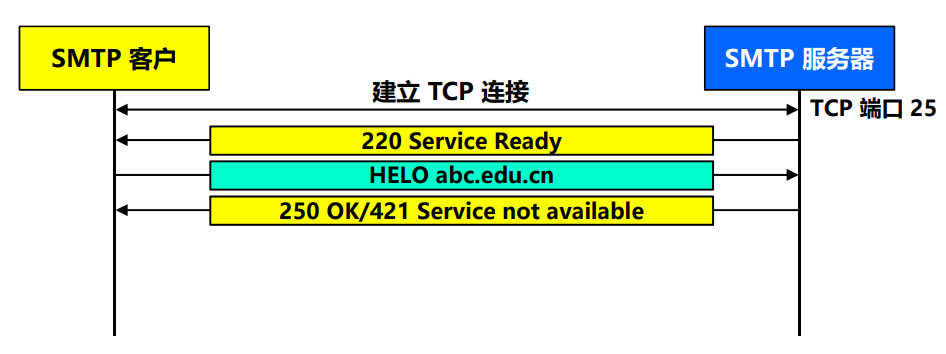 SMTP 客户
SMTP 服务器
建立 TCP 连接
TCP 端口 25
220 Service Ready
HELO abc.edu.cn
250 OK/421 Service not available